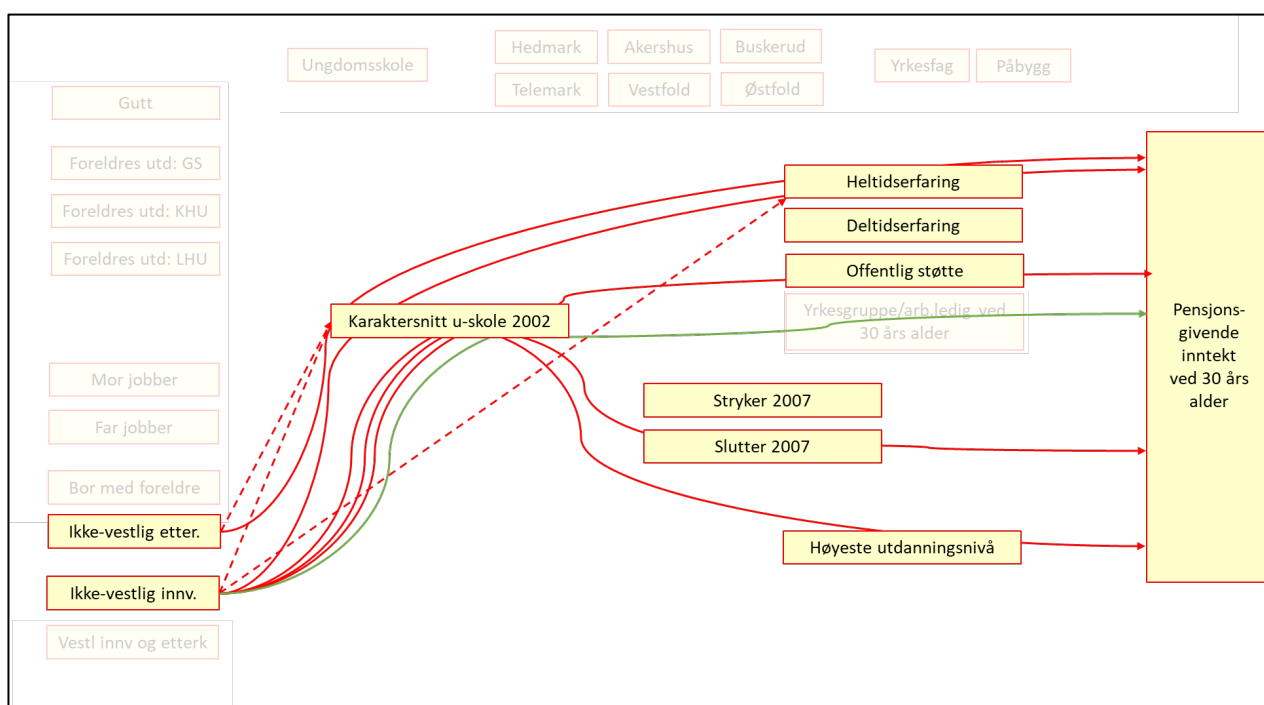 Ungdomsskole
Hedmark
Akershus
Buskerud
Telemark
Vestfold
Østfold
Yrkesfag
Påbygg
Gutt
Foreldres utd: GS
Foreldres utd: KHU
Foreldres utd: LHU
Mor jobber
Far jobber
Bor med foreldre
Ikke-vestlig etter.
Ikke-vestlig innv.
Vestl innv og etterk
Karaktersnitt u-skole 2002
Heltidserfaring
Deltidserfaring
Offentlig støtte
Yrkesgruppe/arb.ledig ved
30 års alder
Stryker 2007
Slutter 2007
Høyeste utdanningsnivå
Pensjons-
givende
inntekt
ved 30 års
alder